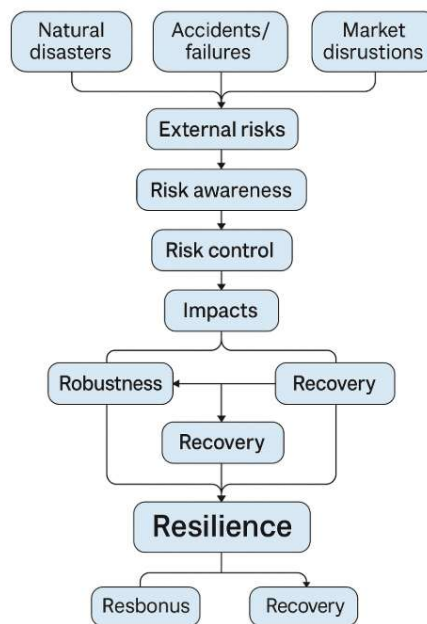 Natural
disasters
Accidents/
failures
Market
disrustions
External risks
Risk awareness
Risk control
Impacts
Robustness
Recovery
Recovery
Resilience
Resbonus
Recovery